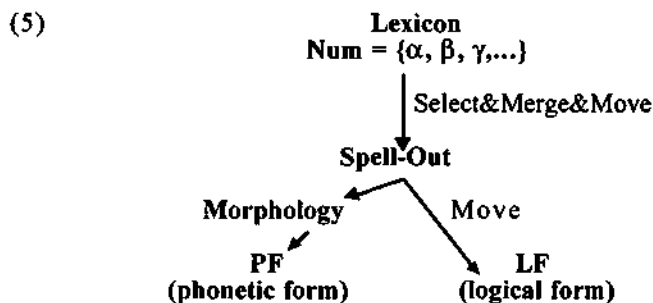 (5) Lexicon
Num = {α, β, γ,...}
Select&Merge&Move
Spell-Out
Morphology Move
PF LF
(phonetic form) (logical form)